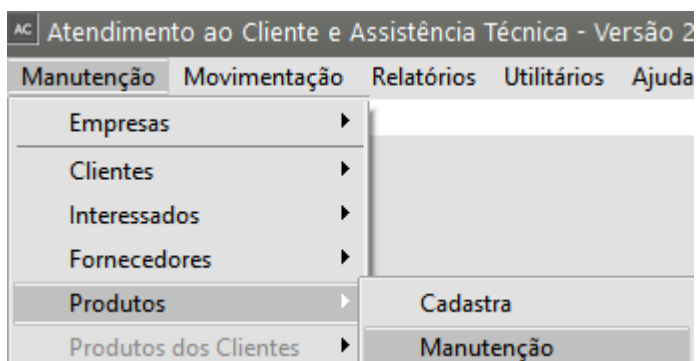 AC Atendimento ao Cliente e Assistência Técnica - Versão 2
Manutenção Movimentação Relatórios Utilitários Ajuda
Empresas
Clientes
Interessados
Fornecedores
Produtos Cadastra
Produtos dos Clientes Manutenção